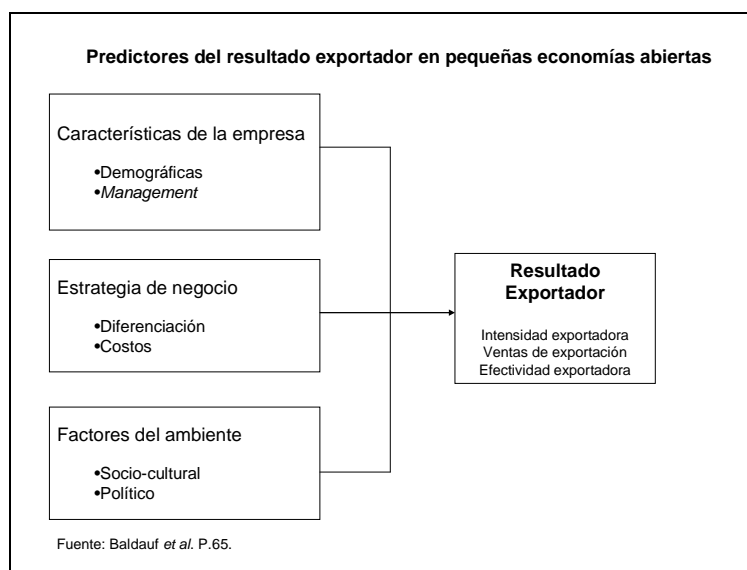 Predictores del resultado exportador en pequeñas economías abiertas
Características de la empresa
•Demográficas
•Management
Estrategia de negocio
•Diferenciación
•Costos
Factores del ambiente
•Socio-cultural
•Político
Resultado
Exportador
Intensidad exportadora
Ventas de exportación
Efectividad exportadora
Fuente: Baldauf et al. P.65.